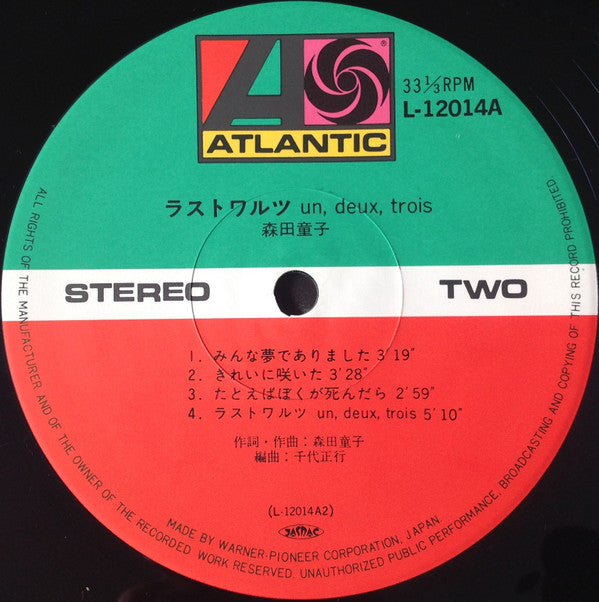 ATLANTIC
33⅓RPM
L-12014A
ラストワルツ un, deux, trois
森田童子
STEREO TWO
1. みんな夢でありました 3'19"
2. きれいに咲いた 3'28"
3. たとえばぼくが死んだら 2'59"
4. ラストワルツ un, deux, trois 5'10"
作詞・作曲:森田童子
編曲:千代正行
(L-12014A2)
JASRAC
MADE BY WARNER-PIONEER CORPORATION, JAPAN.
ALL RIGHTS OF THE MANUFACTURER AND OF THE OWNER OF THE RECORDED WORK RESERVED. UNAUTHORIZED PUBLIC PERFORMANCE, BROADCASTING AND COPYING OF THIS RECORD PROHIBITED